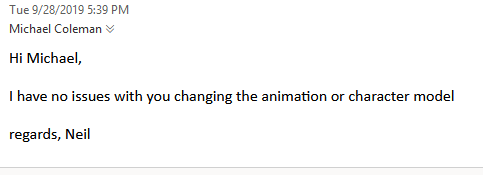 Tue 9/28/2019 5:39 PM
Michael Coleman
Hi Michael,
I have no issues with you changing the animation or character model
regards, Neil